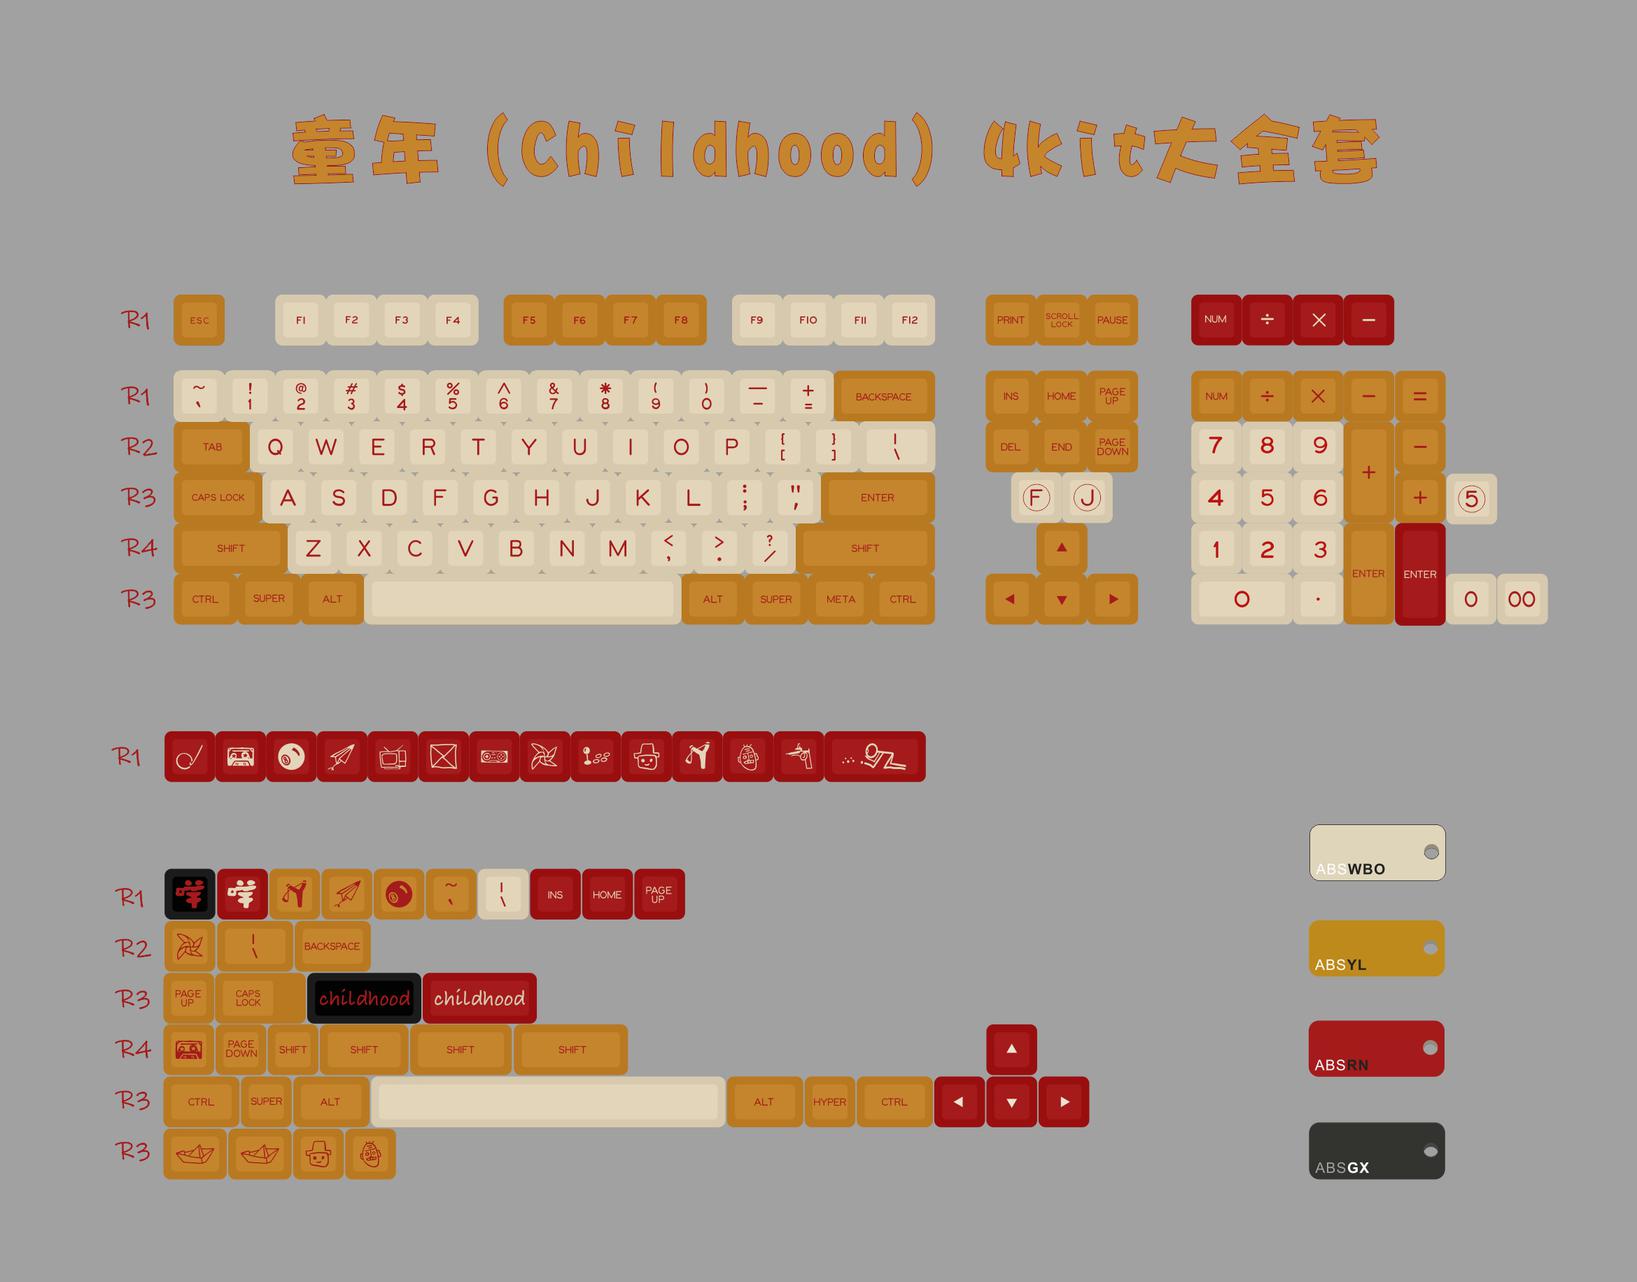 童年(Childhood)4kit大全套
R1 ESC F1 F2 F3 F4 F5 F6 F7 F8 F9 F10 F11 F12 PRINT SCROLL LOCK PAUSE NUM ÷ × −
R1 ~ ` ! 1 @ 2 # 3 $ 4 % 5 ^ 6 & 7 * 8 ( 9 ) 0 — - + = BACKSPACE INS HOME PAGE UP NUM ÷ × − =
R2 TAB Q W E R T Y U I O P { [ } ] | \ DEL END PAGE DOWN 7 8 9 + −
R3 CAPS LOCK A S D F G H J K L : ; " ' ENTER F J 4 5 6 + 5
R4 SHIFT Z X C V B N M < , > . ? / SHIFT ▲ 1 2 3 ENTER ENTER
R3 CTRL SUPER ALT ALT SUPER META CTRL ◀ ▼ ▶ 0 . 0 00
R1
R1 ~ ` | \ INS HOME PAGE UP
R2 | \ BACKSPACE
R3 PAGE UP CAPS LOCK childhood childhood
R4 PAGE DOWN SHIFT SHIFT SHIFT SHIFT ▲
R3 CTRL SUPER ALT ALT HYPER CTRL ◀ ▼ ▶
R3
ABSWBO
ABSYL
ABSRN
ABSGX